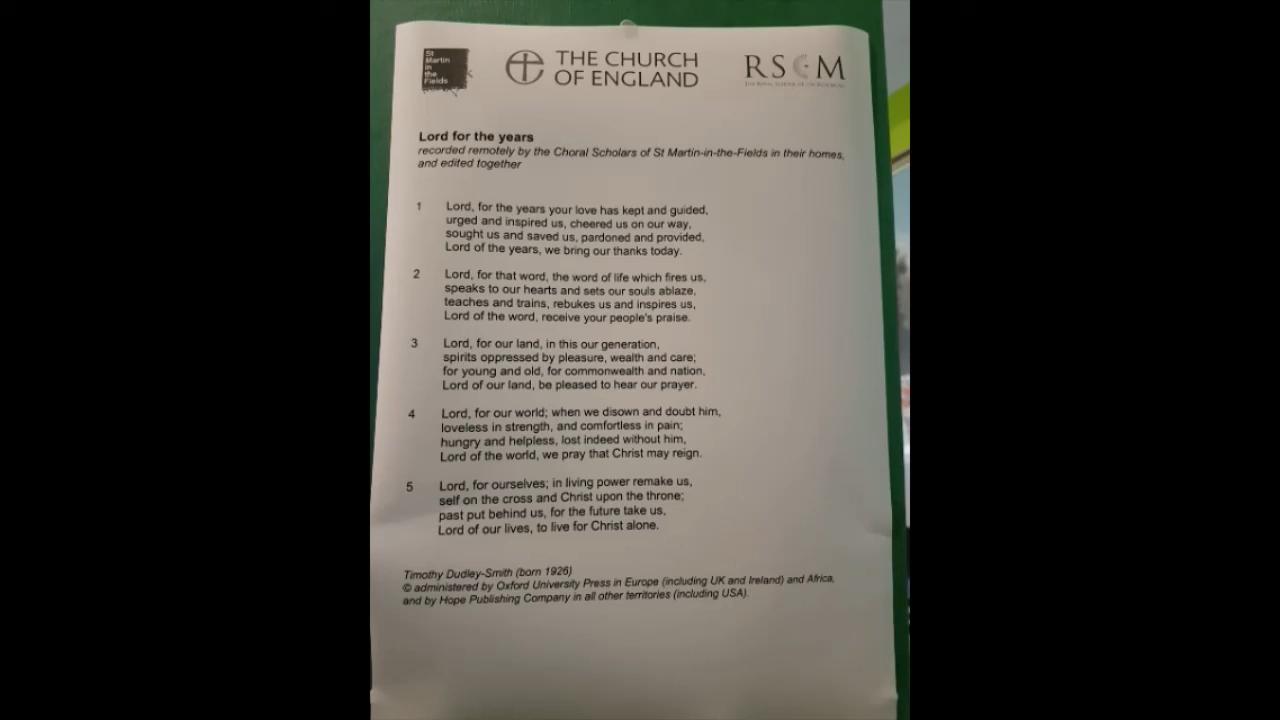 St
Martin
in
the
Fields
THE CHURCH
OF ENGLAND
RSCM
Lord for the years
recorded remotely by the Choral Scholars of St Martin-in-the-Fields in their homes,
and edited together
1 Lord, for the years your love has kept and guided,
urged and inspired us, cheered us on our way,
sought us and saved us, pardoned and provided,
Lord of the years, we bring our thanks today.
2 Lord, for that word, the word of life which fires us,
speaks to our hearts and sets our souls ablaze,
teaches and trains, rebukes us and inspires us,
Lord of the word, receive your people's praise.
3 Lord, for our land, in this our generation,
spirits oppressed by pleasure, wealth and care;
for young and old, for commonwealth and nation,
Lord of our land, be pleased to hear our prayer.
4 Lord, for our world; when we disown and doubt him,
loveless in strength, and comfortless in pain;
hungry and helpless, lost indeed without him,
Lord of the world, we pray that Christ may reign.
5 Lord, for ourselves; in living power remake us,
self on the cross and Christ upon the throne;
past put behind us, for the future take us,
Lord of our lives, to live for Christ alone.
Timothy Dudley-Smith (born 1926)
© administered by Oxford University Press in Europe (including UK and Ireland) and Africa,
and by Hope Publishing Company in all other territories (including USA).